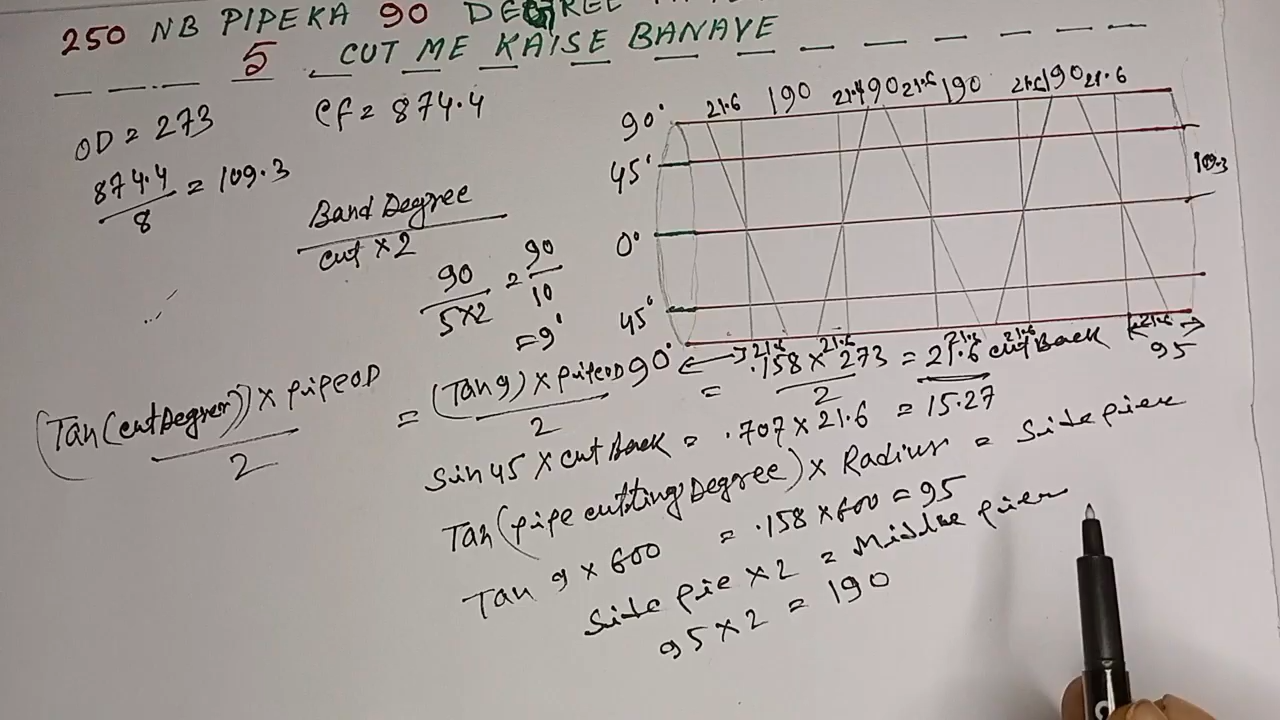 250 NB PIPE KA 90 DEGREE
5 CUT ME KAISE BANAVE
OD = 273
CF = 874.4
874.4 / 8 = 109.3
Band Degree / cut × 2
90 / 5×2 = 90 / 10
= 9°
(Tan (cut Degree)) × PiPe OD / 2
= (Tan 9) × PiPe OD / 2
= .158 × 273 / 2 = 21.6 cut Back
Sin 45 × cut Back = .707 × 21.6 = 15.27
Tan (pipe cutting Degree) × Radius = Side pier
Tan 9 × 600 = .158 × 600 = 95
Side pie × 2 = Middle pier
95 × 2 = 190
21.6 190 21.6 190 21.6 190 21.6 190 21.6
90°
45°
0°
45°
90°
109.3
21.6 21.6 21.6 21.6 21.6
95